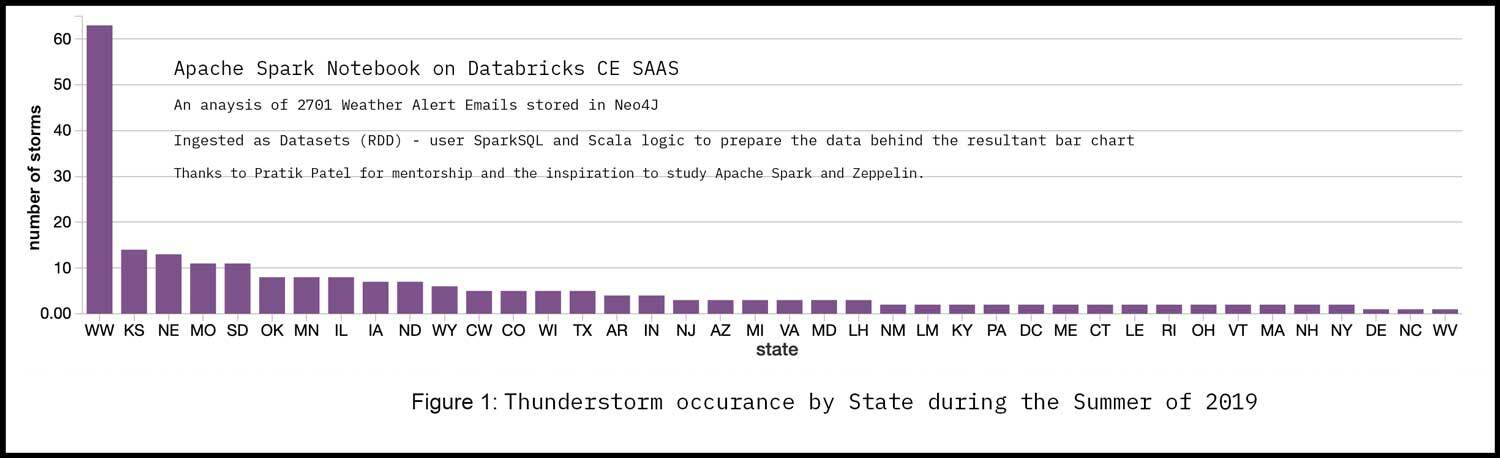 60
50
40
30
20
10
0.00
number of storms
Apache Spark Notebook on Databricks CE SAAS
An anaysis of 2701 Weather Alert Emails stored in Neo4J
Ingested as Datasets (RDD) - user SparkSQL and Scala logic to prepare the data behind the resultant bar chart
Thanks to Pratik Patel for mentorship and the inspiration to study Apache Spark and Zeppelin.
WW KS NE MO SD OK MN IL IA ND WY CW CO WI TX AR IN NJ AZ MI VA MD LH NM LM KY PA DC ME CT LE RI OH VT MA NH NY DE NC WV
state
Figure 1: Thunderstorm occurance by State during the Summer of 2019